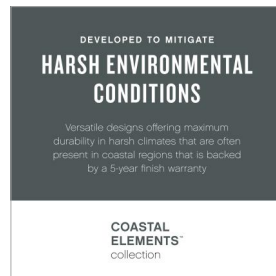 DEVELOPED TO MITIGATE
HARSH ENVIRONMENTAL
CONDITIONS
Versatile designs offering maximum
durability in harsh climates that are often
present in coastal regions that is backed
by a 5-year finish warranty
COASTAL
ELEMENTS™
collection